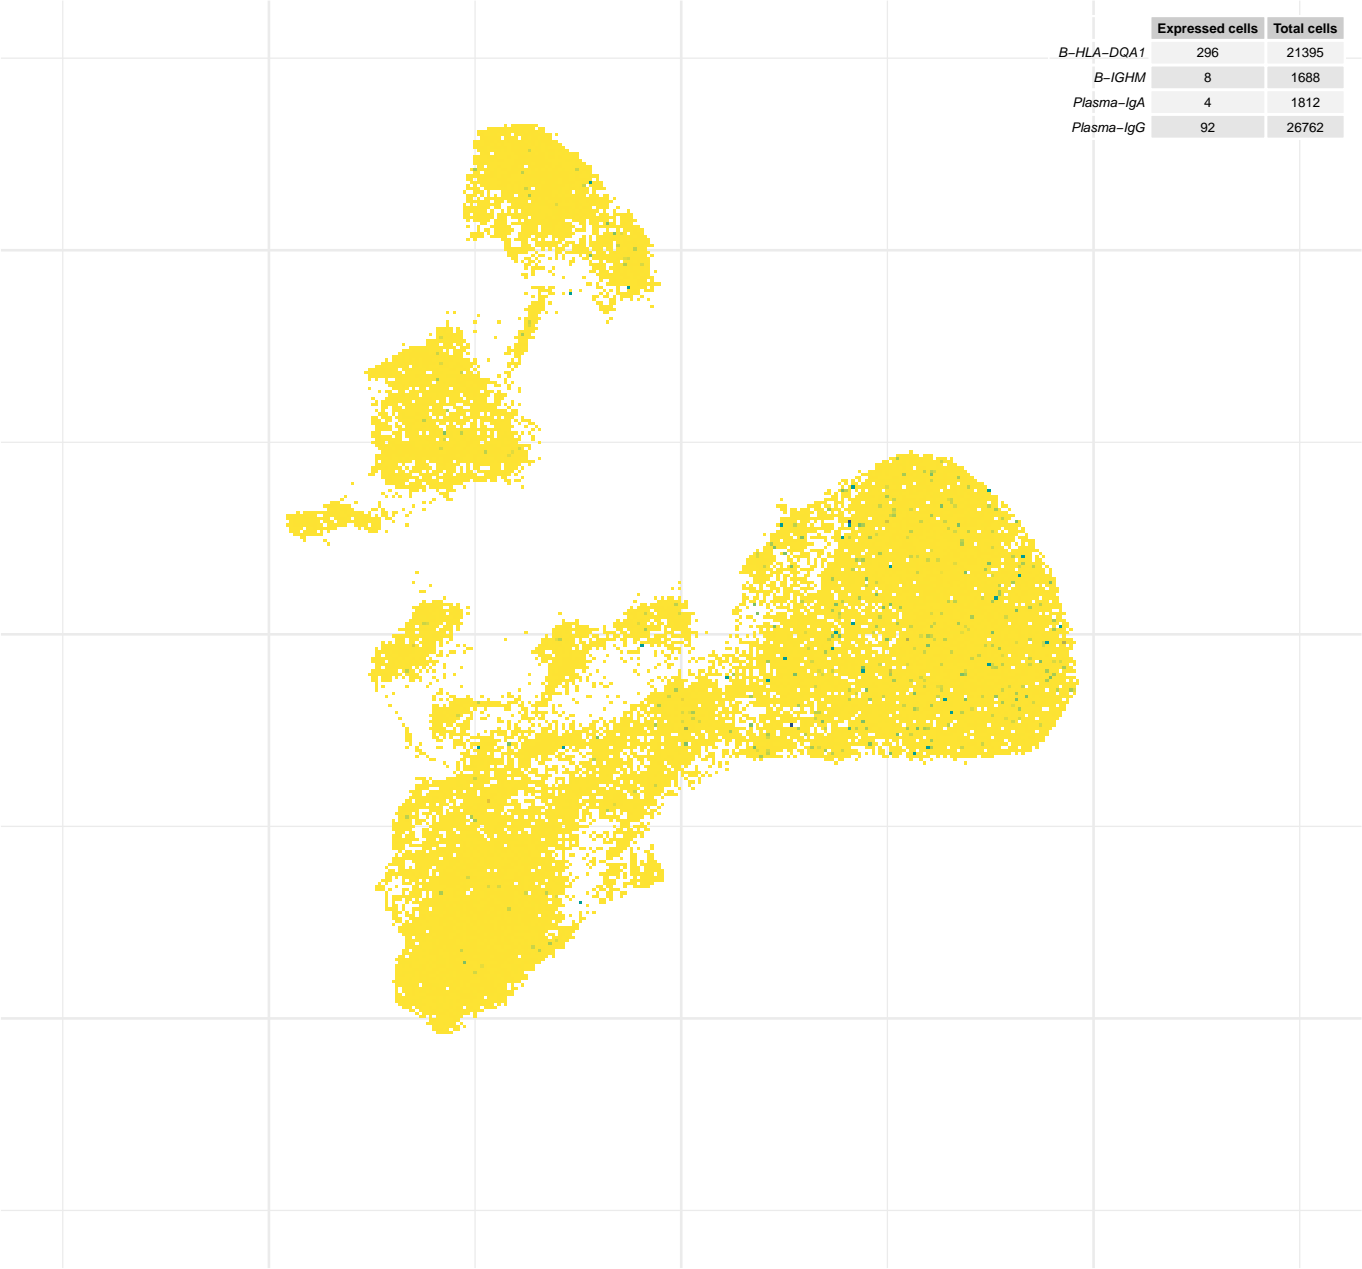 Expressed cells Total cells
B−HLA−DQA1 296 21395
B−IGHM 8 1688
Plasma−IgA 4 1812
Plasma−IgG 92 26762